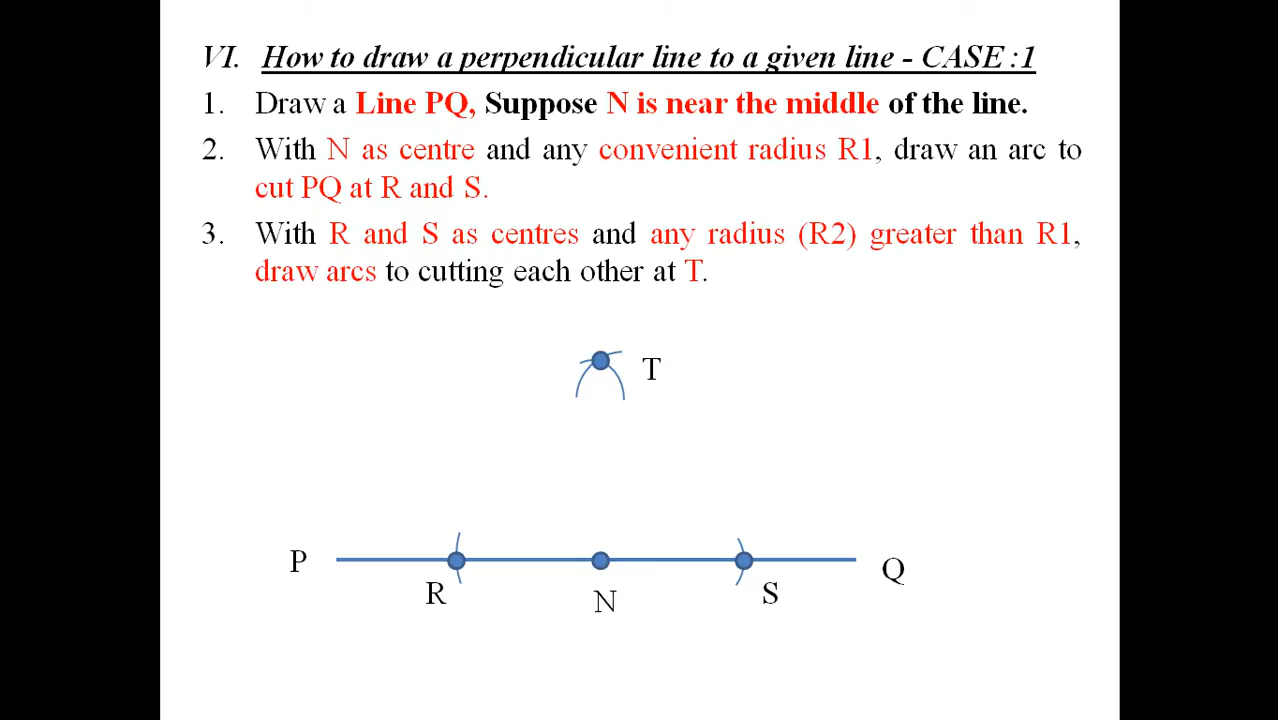 VI. How to draw a perpendicular line to a given line - CASE :1
1. Draw a Line PQ, Suppose N is near the middle of the line.
2. With N as centre and any convenient radius R1, draw an arc to
cut PQ at R and S.
3. With R and S as centres and any radius (R2) greater than R1,
draw arcs to cutting each other at T.
T
P
Q
R
N
S